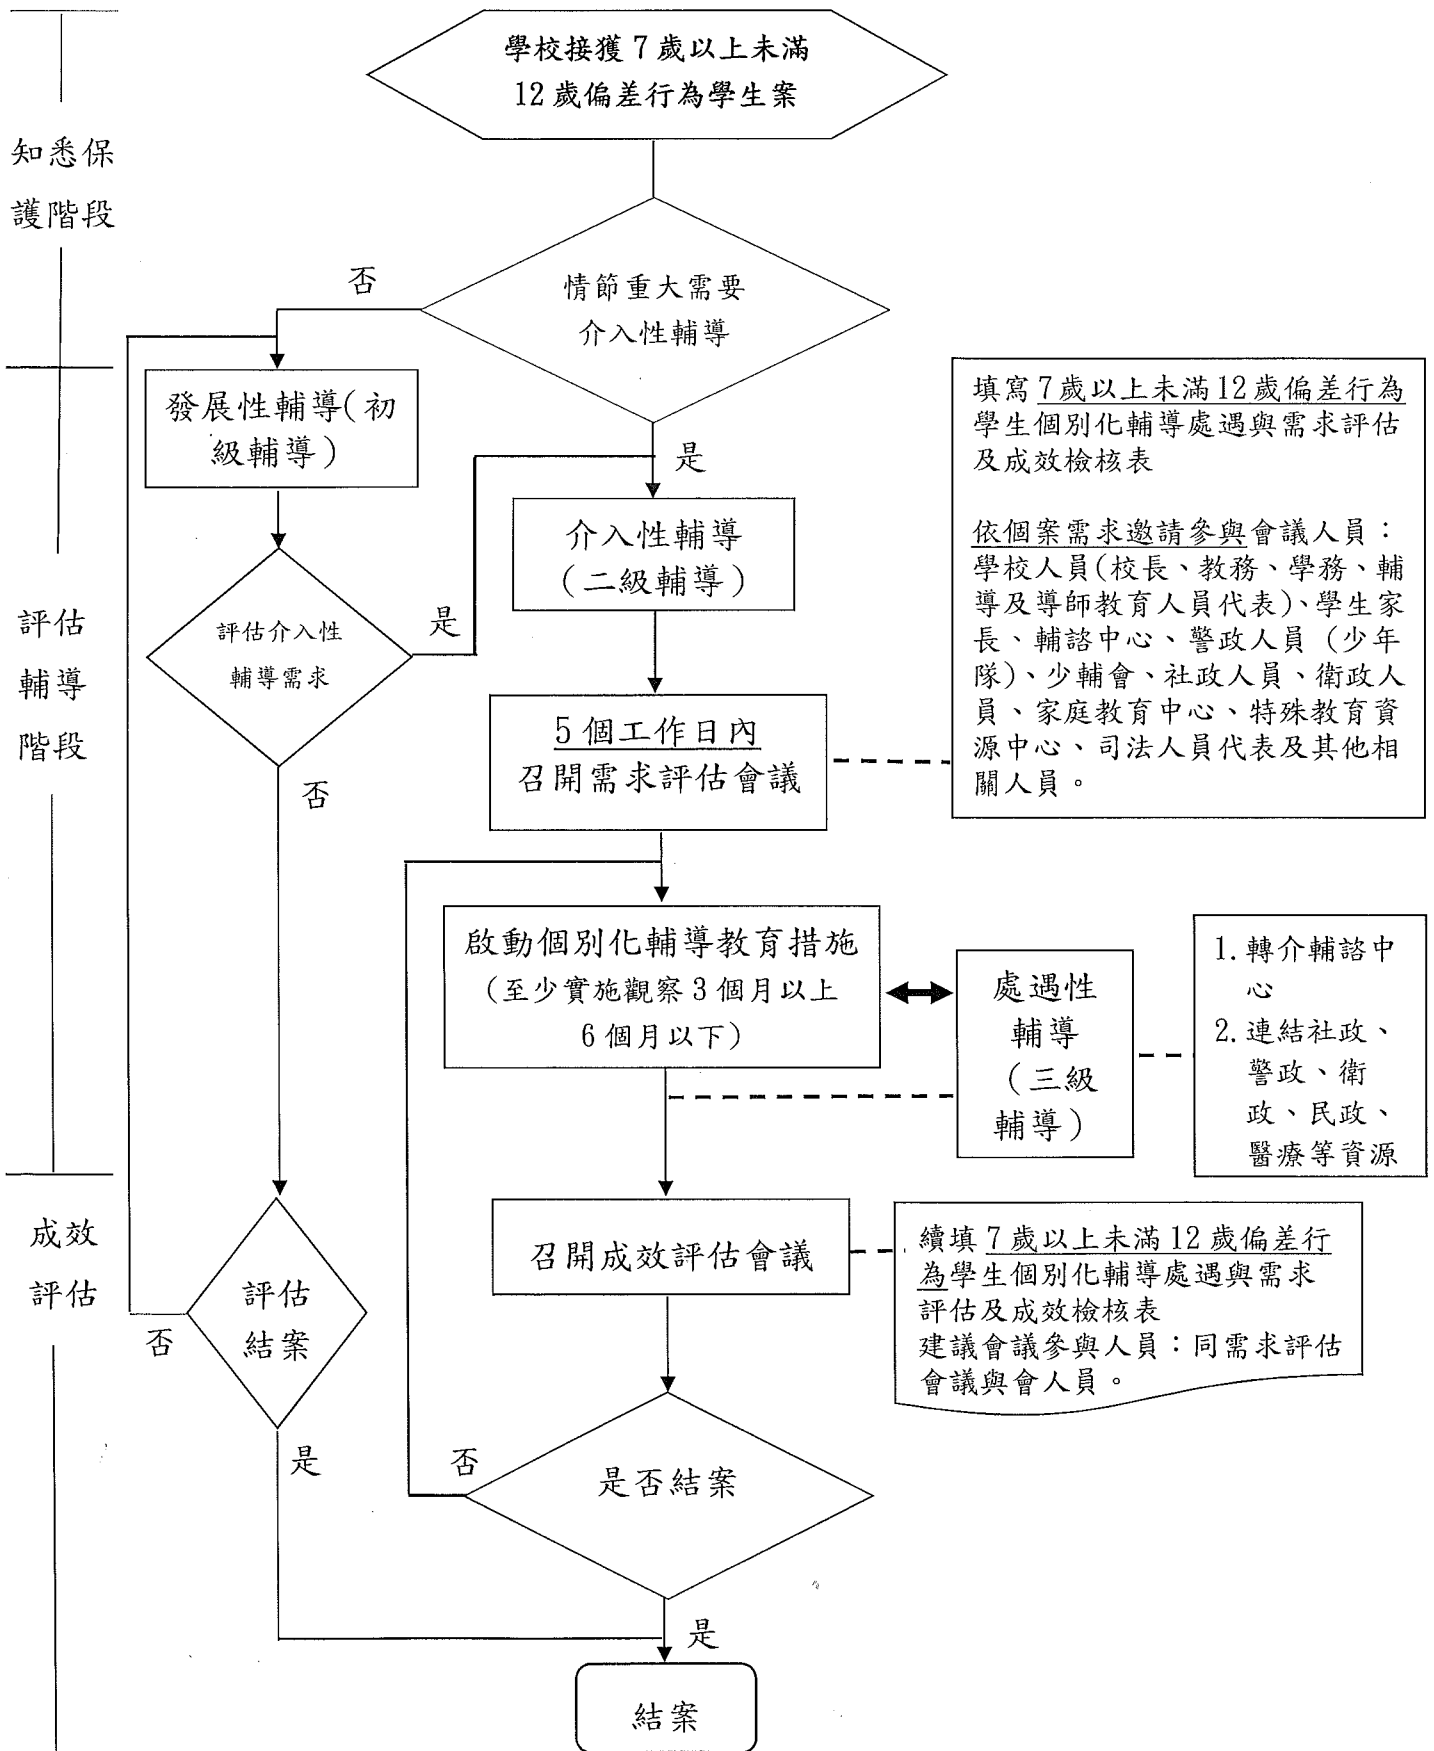 學校接獲 7 歲以上未滿
12 歲偏差行為學生案
知悉保
護階段
否
情節重大需要
介入性輔導
發展性輔導(初
級輔導)
是
填寫 7歲以上未滿12歲偏差行為
學生個別化輔導處遇與需求評估
及成效檢核表
依個案需求邀請參與會議人員：
學校人員(校長、教務、學務、輔
導及導師教育人員代表)、學生家
長、輔諮中心、警政人員 (少年
隊)、少輔會、社政人員、衛政人
員、家庭教育中心、特殊教育資
源中心、司法人員代表及其他相
關人員。
介入性輔導
(二級輔導)
評估
輔導
階段
評估介入性
輔導需求
是
否
5 個工作日內
召開需求評估會議
啟動個別化輔導教育措施
(至少實施觀察 3 個月以上
6 個月以下)
處遇性
輔導
(三級
輔導)
1. 轉介輔諮中
心
2. 連結社政、
警政、衛
政、民政、
醫療等資源
成效
評估
評估
結案
否
是
召開成效評估會議
續填 7 歲以上未滿 12 歲偏差行
為學生個別化輔導處遇與需求
評估及成效檢核表
建議會議參與人員：同需求評估
會議與會人員。
否
是否結案
是
結案